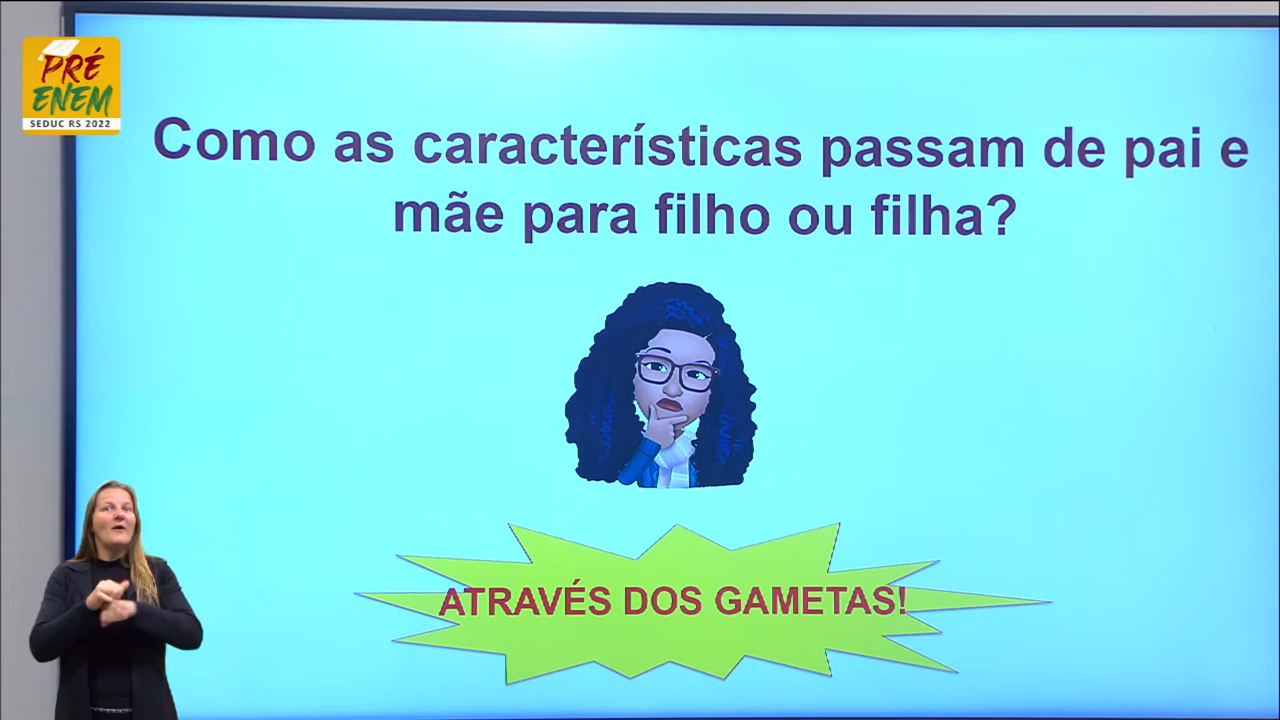 PRÉ
ENEM
SEDUC RS 2022
Como as características passam de pai e
mãe para filho ou filha?
ATRAVÉS DOS GAMETAS!